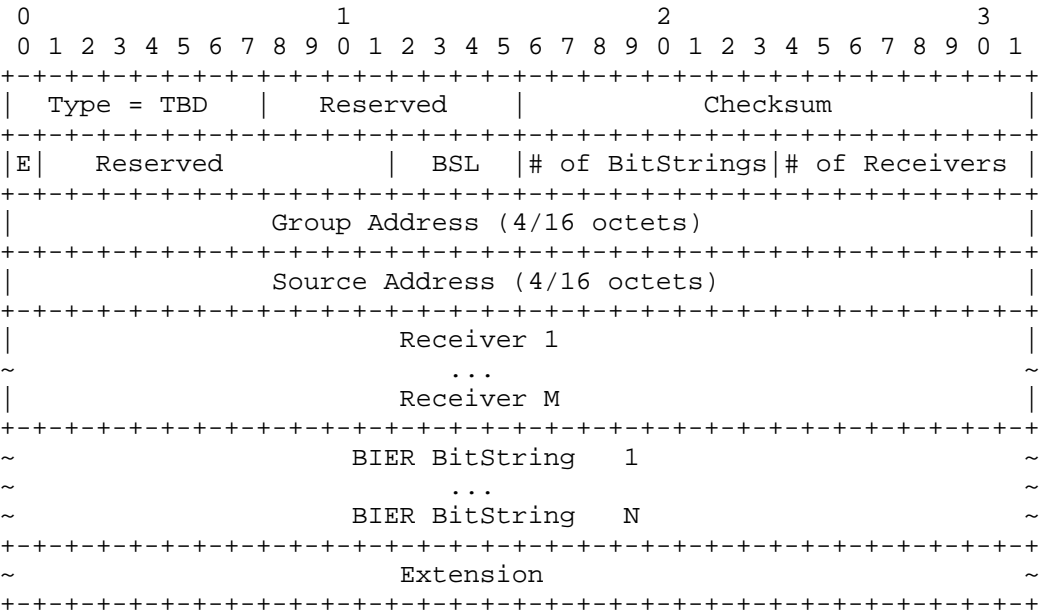 0                   1                   2                   3
 0 1 2 3 4 5 6 7 8 9 0 1 2 3 4 5 6 7 8 9 0 1 2 3 4 5 6 7 8 9 0 1
+-+-+-+-+-+-+-+-+-+-+-+-+-+-+-+-+-+-+-+-+-+-+-+-+-+-+-+-+-+-+-+-+
|  Type = TBD   |   Reserved    |           Checksum            |
+-+-+-+-+-+-+-+-+-+-+-+-+-+-+-+-+-+-+-+-+-+-+-+-+-+-+-+-+-+-+-+-+
|E|   Reserved          |  BSL  |# of BitStrings|# of Receivers |
+-+-+-+-+-+-+-+-+-+-+-+-+-+-+-+-+-+-+-+-+-+-+-+-+-+-+-+-+-+-+-+-+
|                Group Address (4/16 octets)                    |
+-+-+-+-+-+-+-+-+-+-+-+-+-+-+-+-+-+-+-+-+-+-+-+-+-+-+-+-+-+-+-+-+
|                Source Address (4/16 octets)                   |
+-+-+-+-+-+-+-+-+-+-+-+-+-+-+-+-+-+-+-+-+-+-+-+-+-+-+-+-+-+-+-+-+
|                        Receiver 1                             |
~                           ...                                 ~
|                        Receiver M                             |
+-+-+-+-+-+-+-+-+-+-+-+-+-+-+-+-+-+-+-+-+-+-+-+-+-+-+-+-+-+-+-+-+
~                     BIER BitString   1                        ~
~                           ...                                 ~
~                     BIER BitString   N                        ~
+-+-+-+-+-+-+-+-+-+-+-+-+-+-+-+-+-+-+-+-+-+-+-+-+-+-+-+-+-+-+-+-+
~                        Extension                              ~
+-+-+-+-+-+-+-+-+-+-+-+-+-+-+-+-+-+-+-+-+-+-+-+-+-+-+-+-+-+-+-+-+